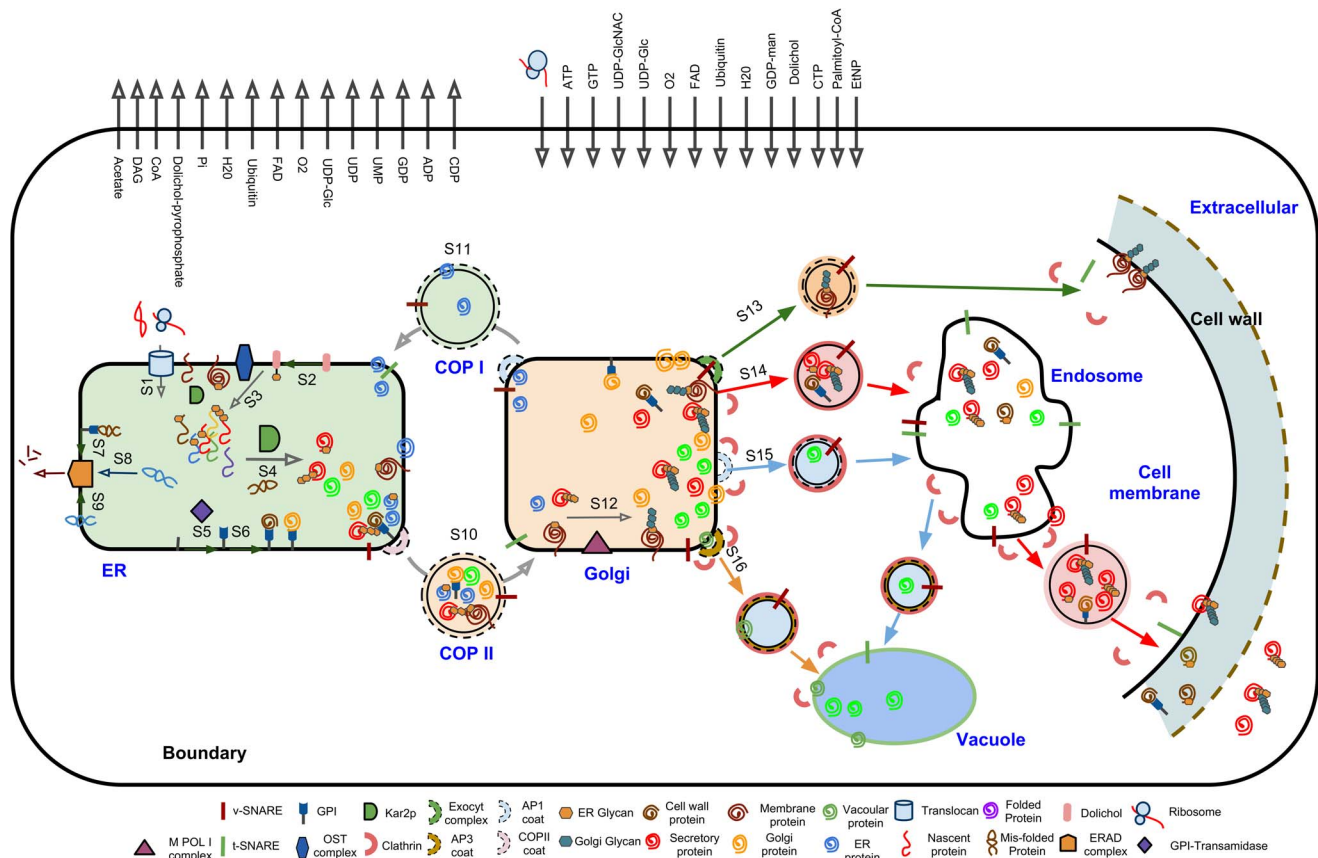 ATP
GTP
UDP-GlcNAC
UDP-Glc
O2
FAD
Ubiquitin
H20
GDP-man
Dolichol
CTP
Palmitoyl-CoA
EtNP
Acetate
DAG
CoA
Dolichol-pyrophosphate
Pi
H20
Ubiquitin
FAD
O2
UDP-Glc
UDP
UMP
GDP
ADP
CDP
Extracellular
Cell wall
S11
COP I
S13
S14
Endosome
S1
S2
S3
S4
S7
S8
S9
S5
S6
ER
S10
COP II
S12
Golgi
S15
S16
Cell
membrane
Vacuole
Boundary
v-SNARE
GPI
Kar2p
Exocyt
complex
AP1
coat
ER Glycan
Cell wall
protein
Membrane
protein
Vacoular
protein
Translocan
Folded
Protein
Dolichol
Ribosome
M POL I
complex
t-SNARE
OST
complex
Clathrin
AP3
coat
COPII
coat
Golgi Glycan
Secretory
protein
Golgi
protein
ER
protein
Nascent
protein
Mis-folded
Protein
ERAD
complex
GPI-Transamidase